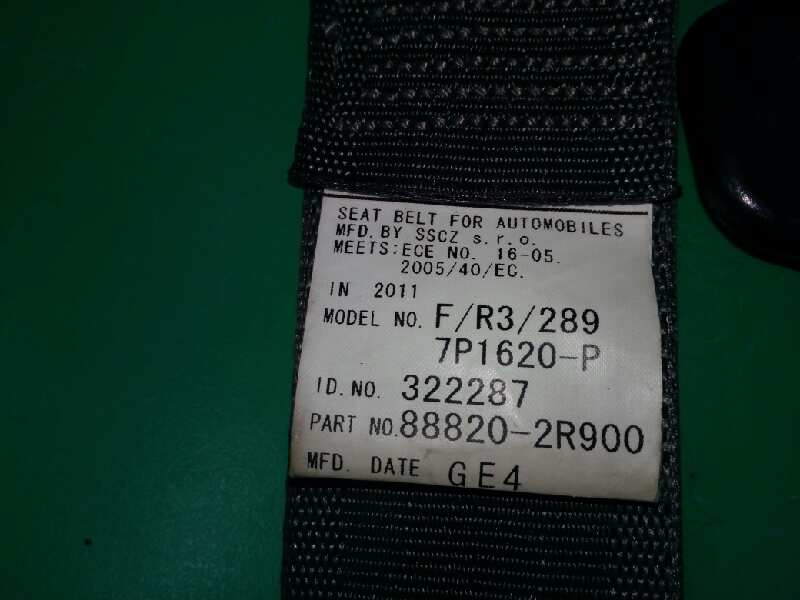 SEAT BELT FOR AUTOMOBILES
MFD.BY SSCZ s.r.o.
MEETS:ECE NO. 16-05.
2005/40/EC.
IN 2011
MODEL NO. F/R3/289
7P1620-P
ID.NO. 322287
PART NO.88820-2R900
MFD. DATE GE4